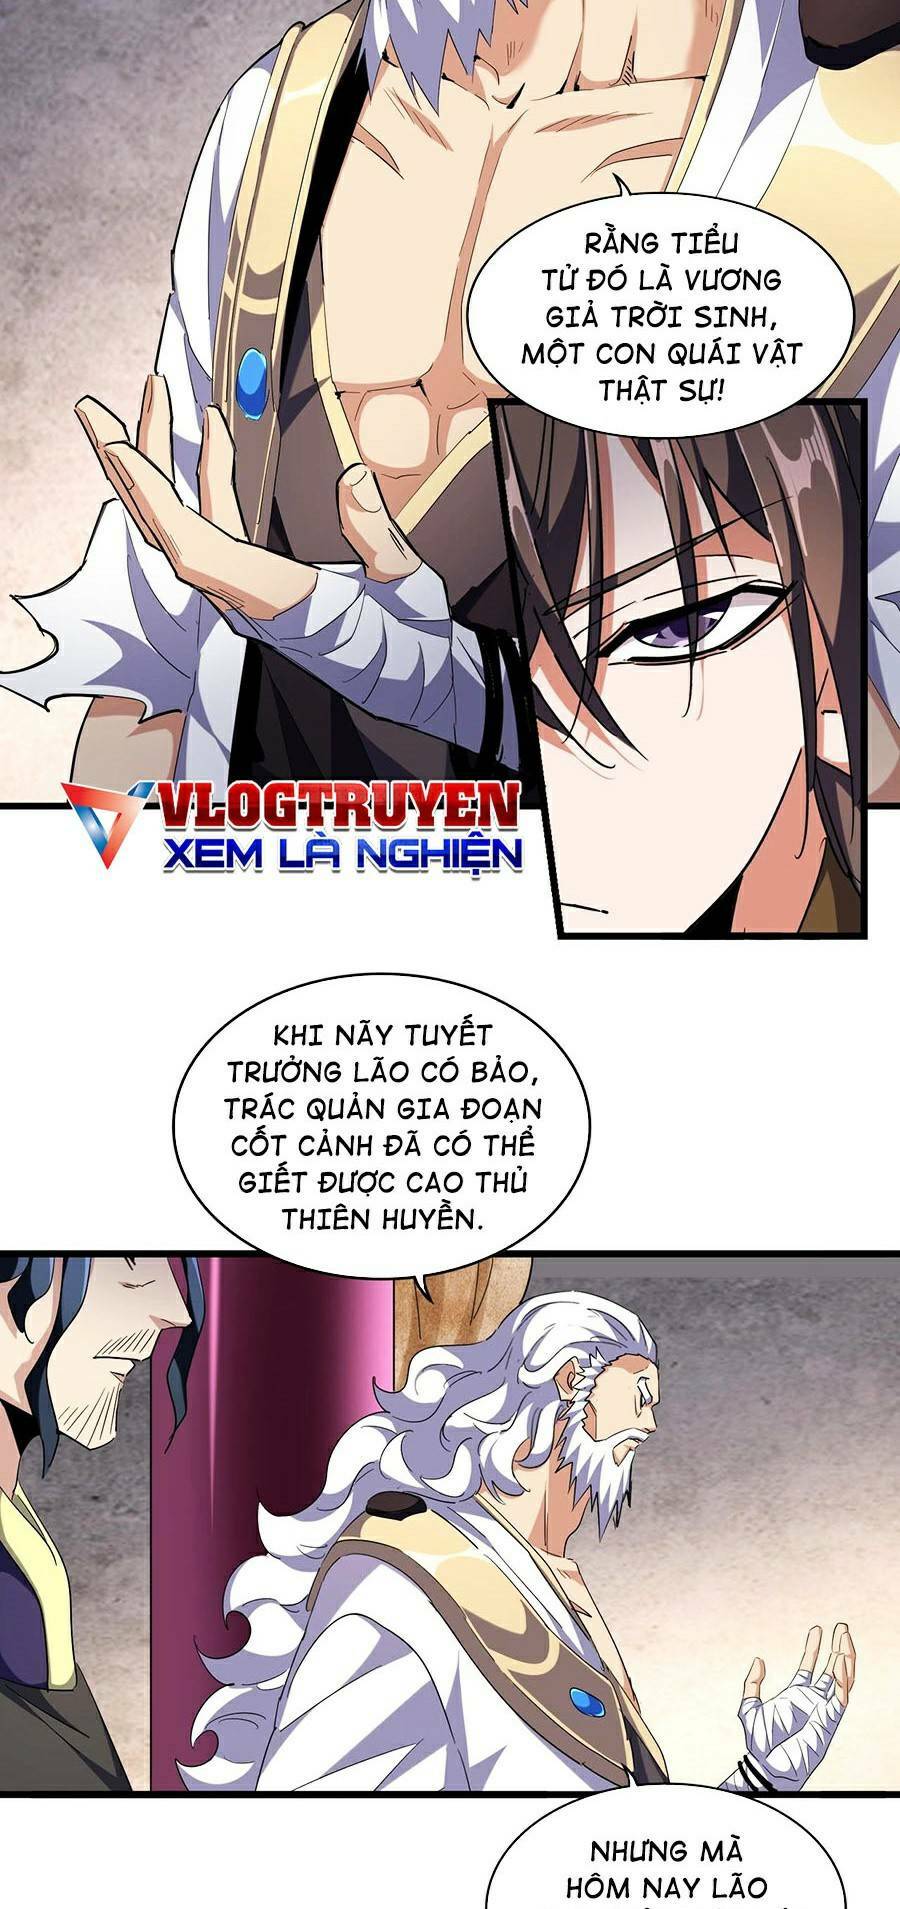 RẰNG TIỂU
TỬ ĐÓ LÀ VƯƠNG
GIẢ TRỜI SINH,
MỘT CON QUÁI VẬT
THẬT SỰ!
VLOGTRUYEN
XEM LÀ NGHIỆN
KHI NÃY TUYẾT
TRƯỞNG LÃO CÓ BẢO,
TRÁC QUẢN GIA ĐOẠN
CỐT CẢNH ĐÃ CÓ THỂ
GIẾT ĐƯỢC CAO THỦ
THIÊN HUYỀN.
NHƯNG MÀ
HÔM NAY LÃO